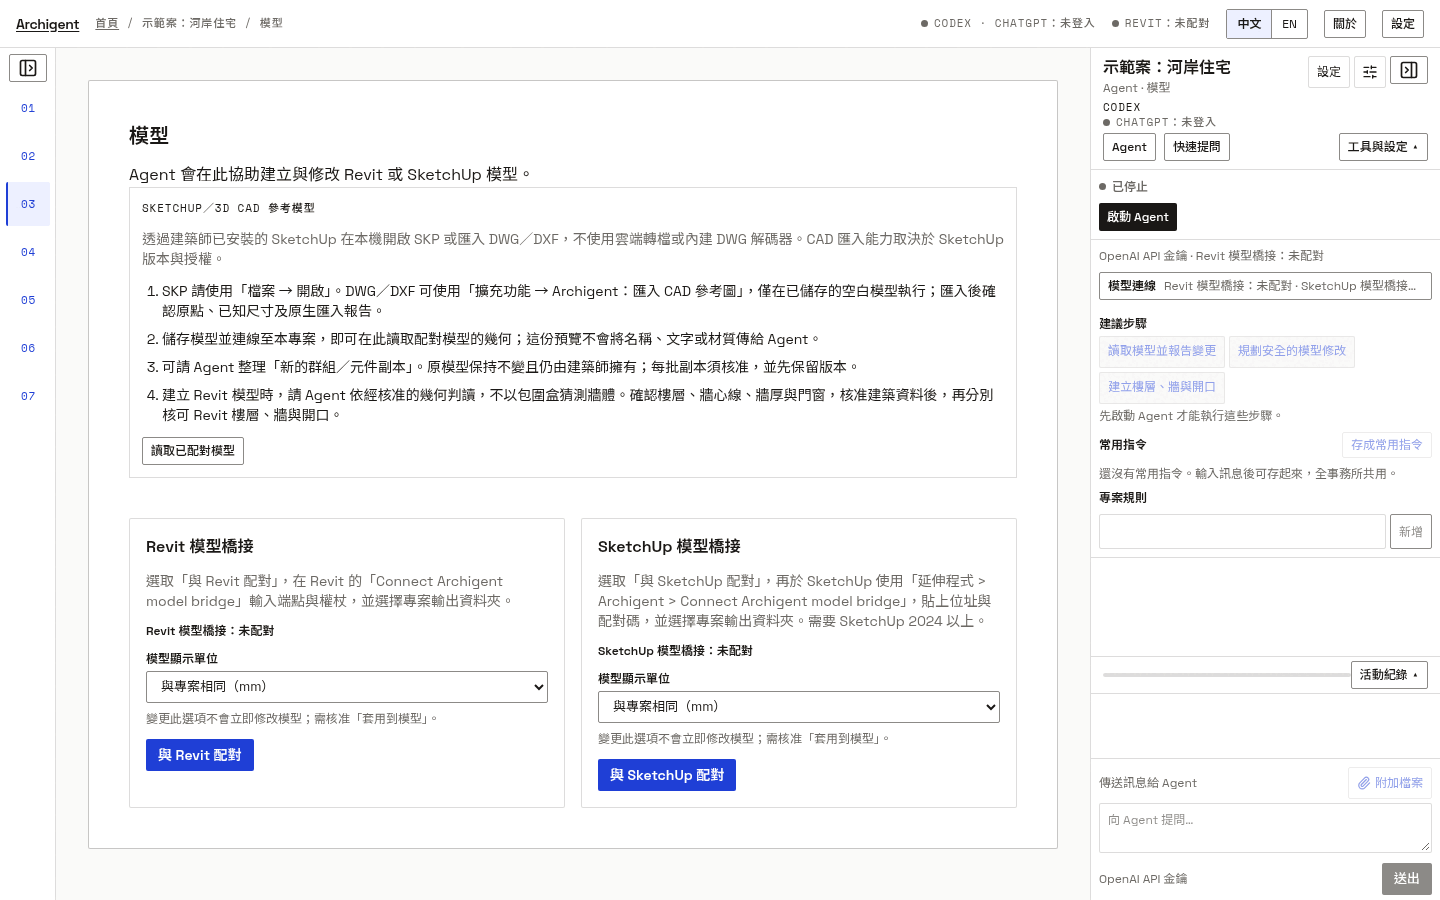 Archigent 首頁 / 示範案：河岸住宅 / 模型 CODEX · CHATGPT：未登入 REVIT：未配對 中文 EN 關於 設定
01
02
03
04
05
06
07
模型
Agent 會在此協助建立與修改 Revit 或 SketchUp 模型。
SKETCHUP／3D CAD 參考模型
透過建築師已安裝的 SketchUp 在本機開啟 SKP 或匯入 DWG／DXF，不使用雲端轉檔或內建 DWG 解碼器。CAD 匯入能力取決於 SketchUp
版本與授權。
1. SKP 請使用「檔案 → 開啟」。DWG／DXF 可使用「擴充功能 → Archigent：匯入 CAD 參考圖」，僅在已儲存的空白模型執行；匯入後確
認原點、已知尺寸及原生匯入報告。
2. 儲存模型並連線至本專案，即可在此讀取配對模型的幾何；這份預覽不會將名稱、文字或材質傳給 Agent。
3. 可請 Agent 整理「新的群組／元件副本」。原模型保持不變且仍由建築師擁有；每批副本須核准，並先保留版本。
4. 建立 Revit 模型時，請 Agent 依經核准的幾何判讀，不以包圍盒猜測牆體。確認樓層、牆心線、牆厚與門窗，核准建築資料後，再分別
核可 Revit 樓層、牆與開口。
讀取已配對模型
Revit 模型橋接
選取「與 Revit 配對」，在 Revit 的「Connect Archigent
model bridge」輸入端點與權杖，並選擇專案輸出資料夾。
Revit 模型橋接：未配對
模型顯示單位
與專案相同（mm）
變更此選項不會立即修改模型；需核准「套用到模型」。
與 Revit 配對
SketchUp 模型橋接
選取「與 SketchUp 配對」，再於 SketchUp 使用「延伸程式 >
Archigent > Connect Archigent model bridge」，貼上位址與
配對碼，並選擇專案輸出資料夾。需要 SketchUp 2024 以上。
SketchUp 模型橋接：未配對
模型顯示單位
與專案相同（mm）
變更此選項不會立即修改模型；需核准「套用到模型」。
與 SketchUp 配對
示範案：河岸住宅 設定
Agent · 模型
CODEX
CHATGPT：未登入
Agent 快速提問 工具與設定
已停止
啟動 Agent
OpenAI API 金鑰 · Revit 模型橋接：未配對
模型連線 Revit 模型橋接：未配對 · SketchUp 模型橋接…
建議步驟
讀取模型並報告變更 規劃安全的模型修改
建立樓層、牆與開口
先啟動 Agent 才能執行這些步驟。
常用指令 存成常用指令
還沒有常用指令。輸入訊息後可存起來，全事務所共用。
專案規則
新增
活動紀錄
傳送訊息給 Agent 附加檔案
向 Agent 提問…
OpenAI API 金鑰 送出